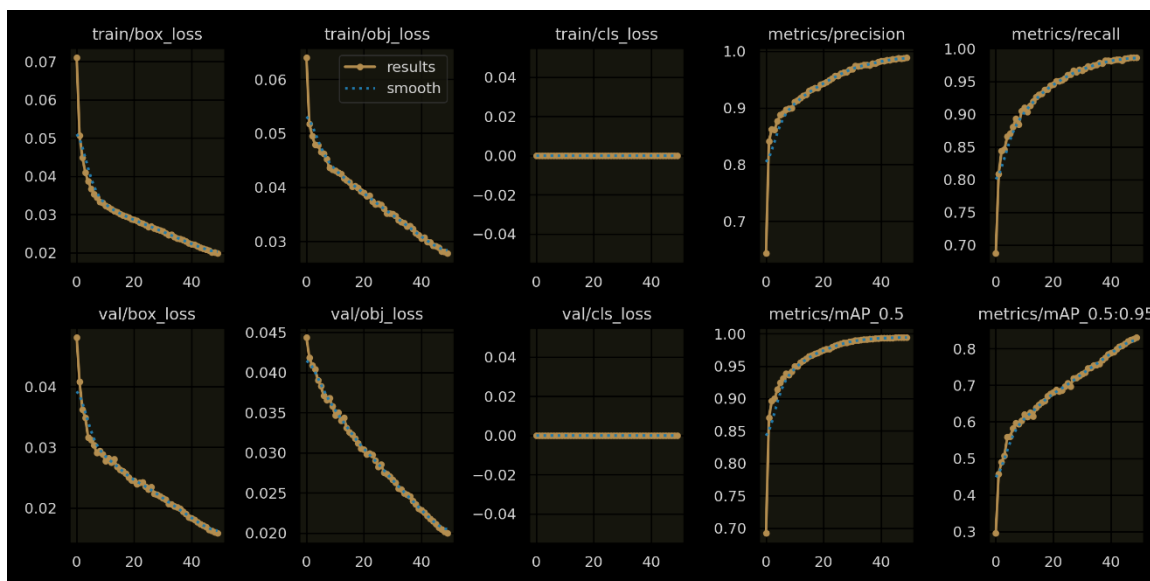 train/box_loss
0.07
0.06
0.05
0.04
0.03
0.02
0 20 40
train/obj_loss
results
smooth
0.06
0.05
0.04
0.03
0 20 40
train/cls_loss
0.04
0.02
0.00
−0.02
−0.04
0 20 40
metrics/precision
1.0
0.9
0.8
0.7
0 20 40
metrics/recall
1.00
0.95
0.90
0.85
0.80
0.75
0.70
0 20 40
val/box_loss
0.04
0.03
0.02
0 20 40
val/obj_loss
0.045
0.040
0.035
0.030
0.025
0.020
0 20 40
val/cls_loss
0.04
0.02
0.00
−0.02
−0.04
0 20 40
metrics/mAP_0.5
1.00
0.95
0.90
0.85
0.80
0.75
0.70
0 20 40
metrics/mAP_0.5:0.95
0.8
0.7
0.6
0.5
0.4
0.3
0 20 40